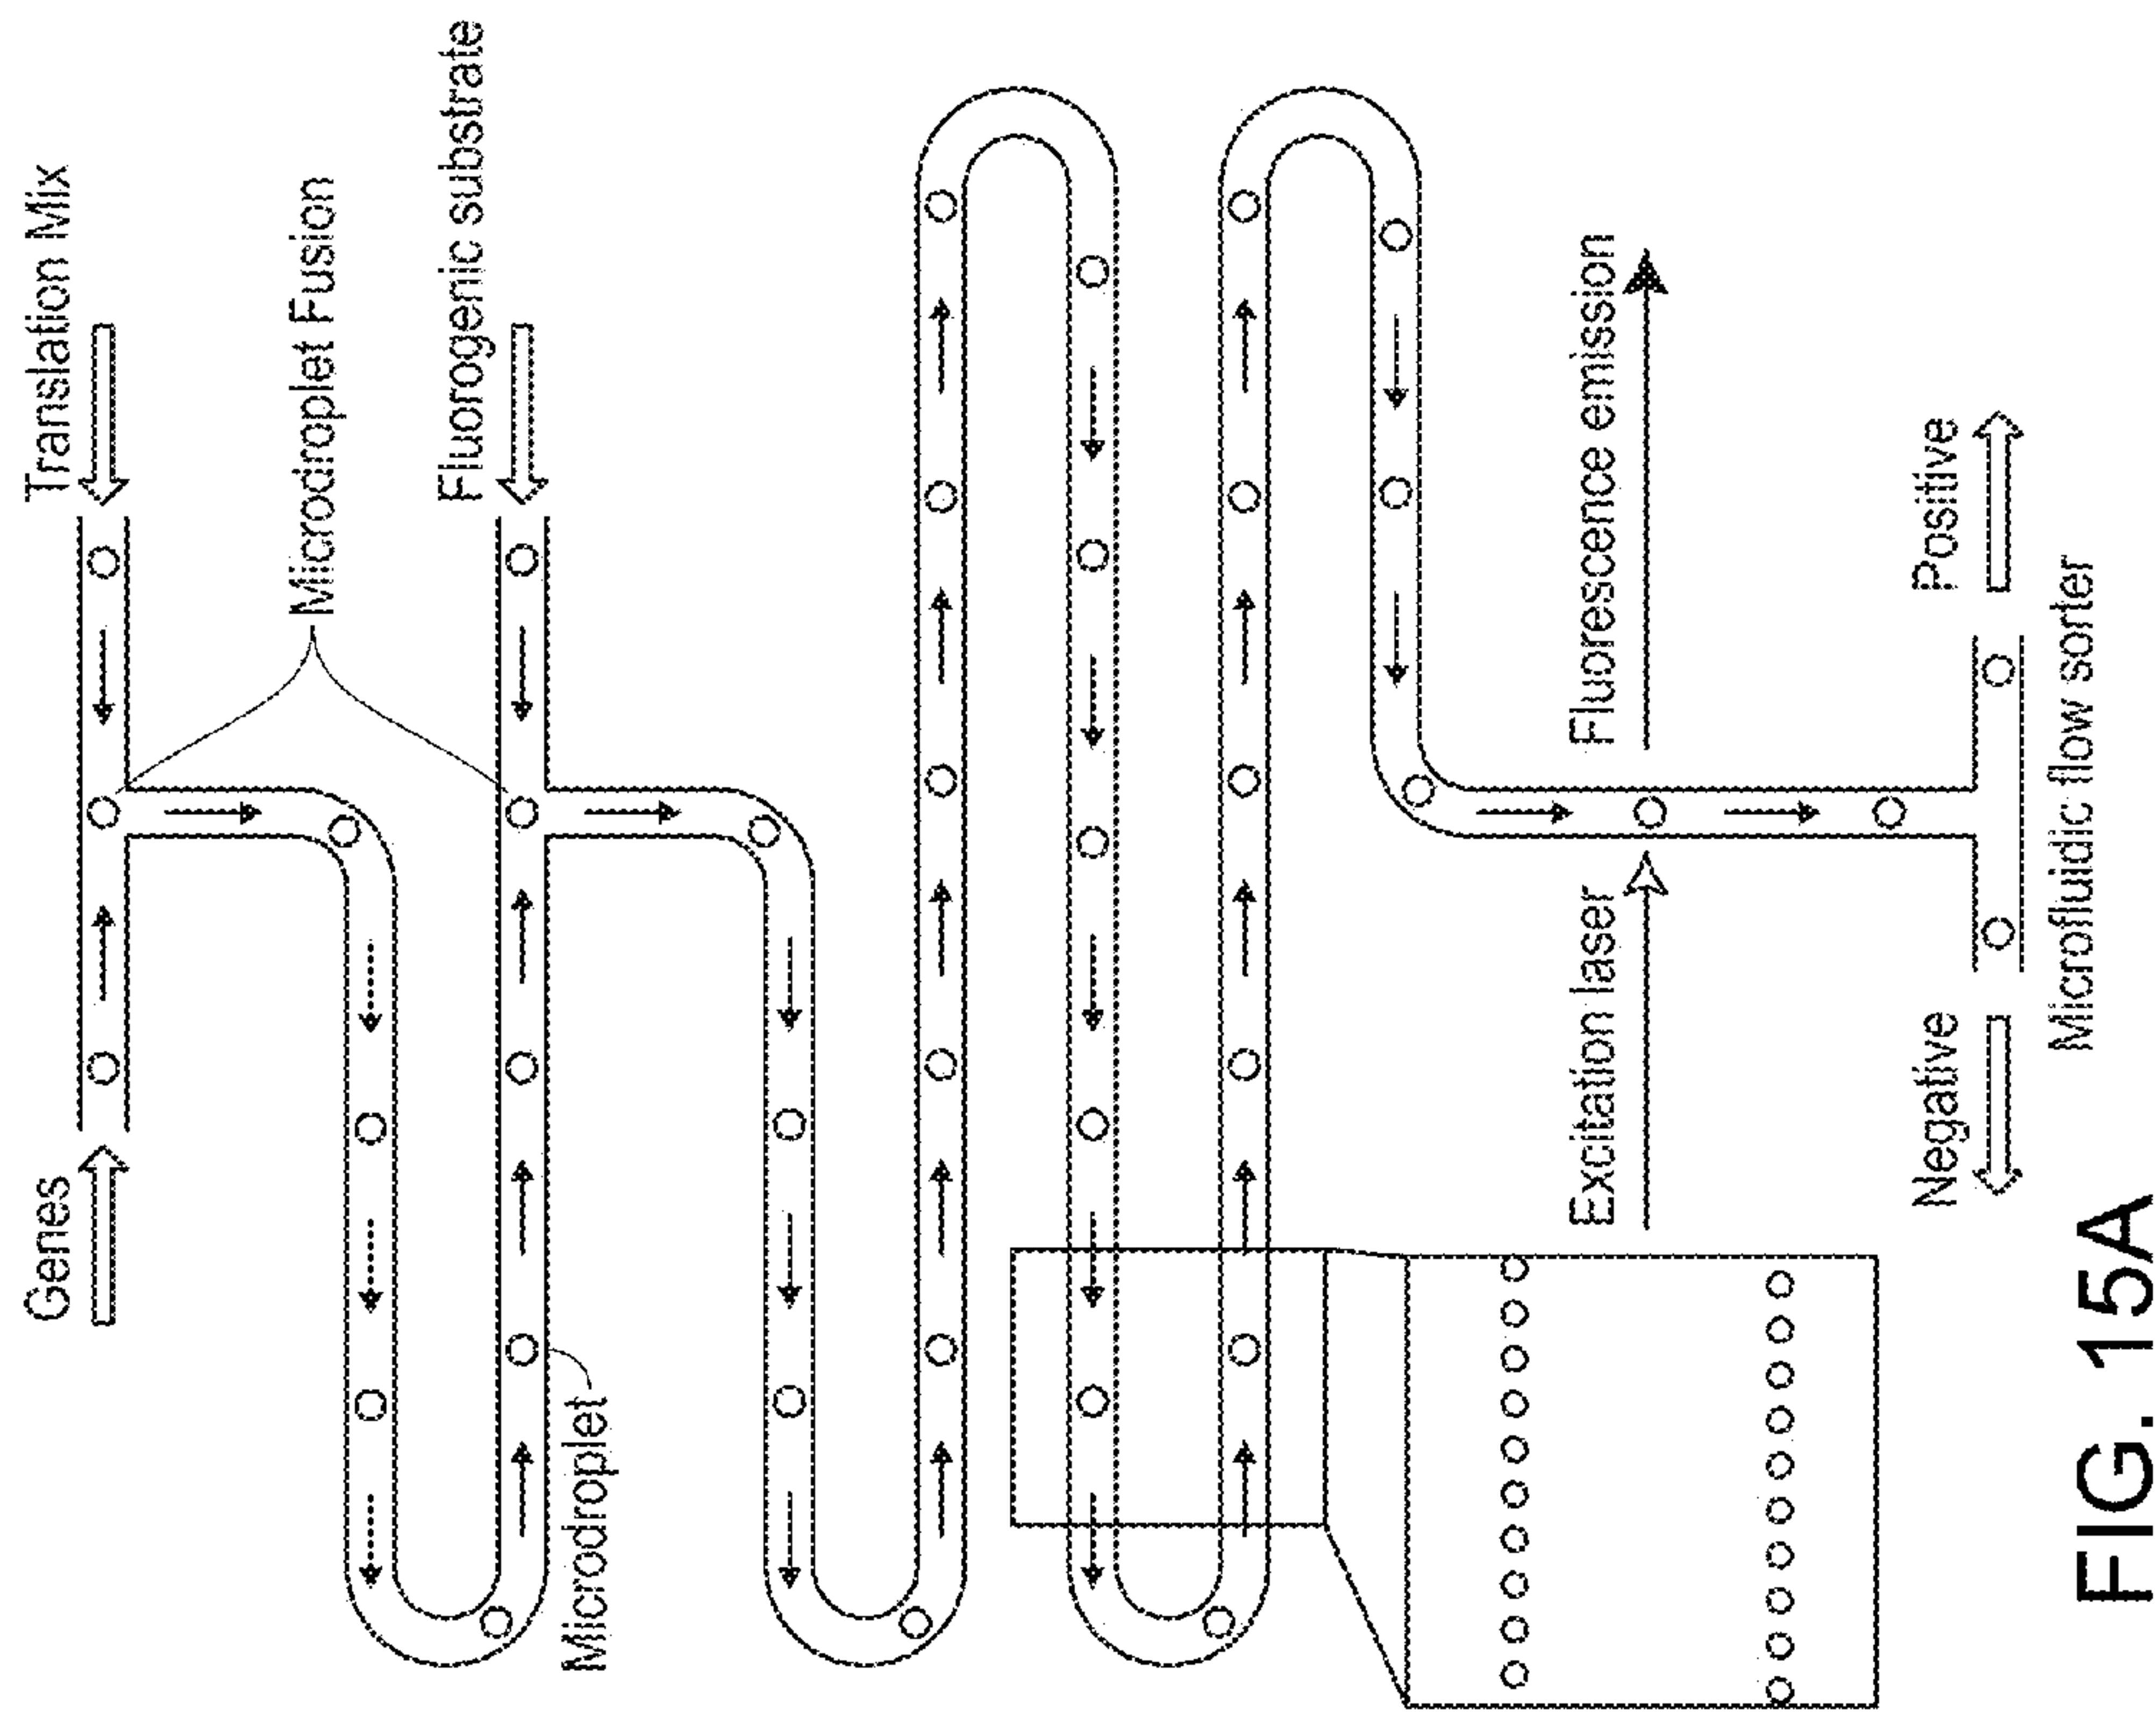 Genes
Translation Mix
Microdroplet Fusion
Fluorogenic substrate
Microdroplet
Excitation laser
Fluorescence emission
Negative
Positive
Microfluidic flow sorter
FIG. 15A